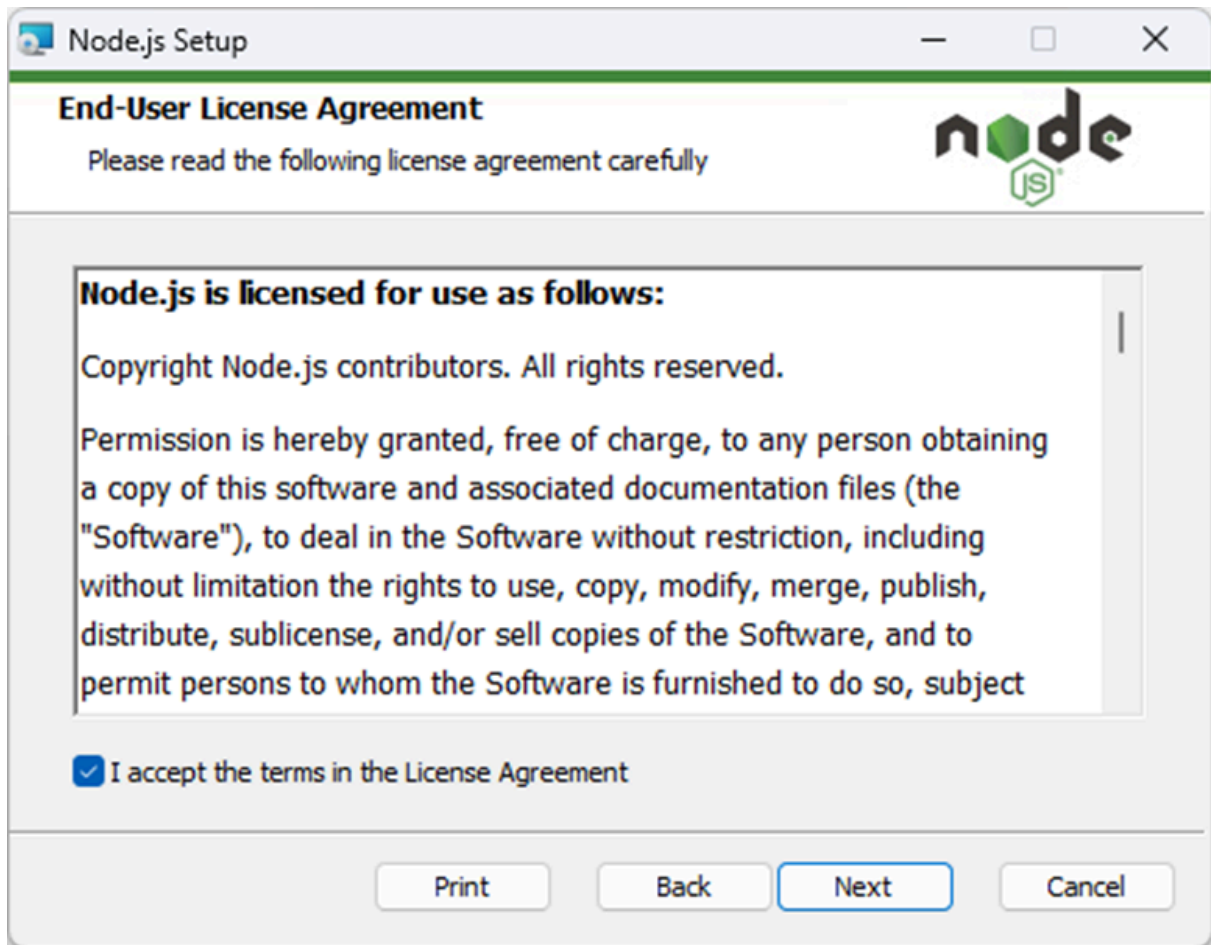 Node.js Setup
End-User License Agreement
Please read the following license agreement carefully
node
JS
Node.js is licensed for use as follows:
Copyright Node.js contributors. All rights reserved.
Permission is hereby granted, free of charge, to any person obtaining
a copy of this software and associated documentation files (the
"Software"), to deal in the Software without restriction, including
without limitation the rights to use, copy, modify, merge, publish,
distribute, sublicense, and/or sell copies of the Software, and to
permit persons to whom the Software is furnished to do so, subject
I accept the terms in the License Agreement
Print Back Next Cancel